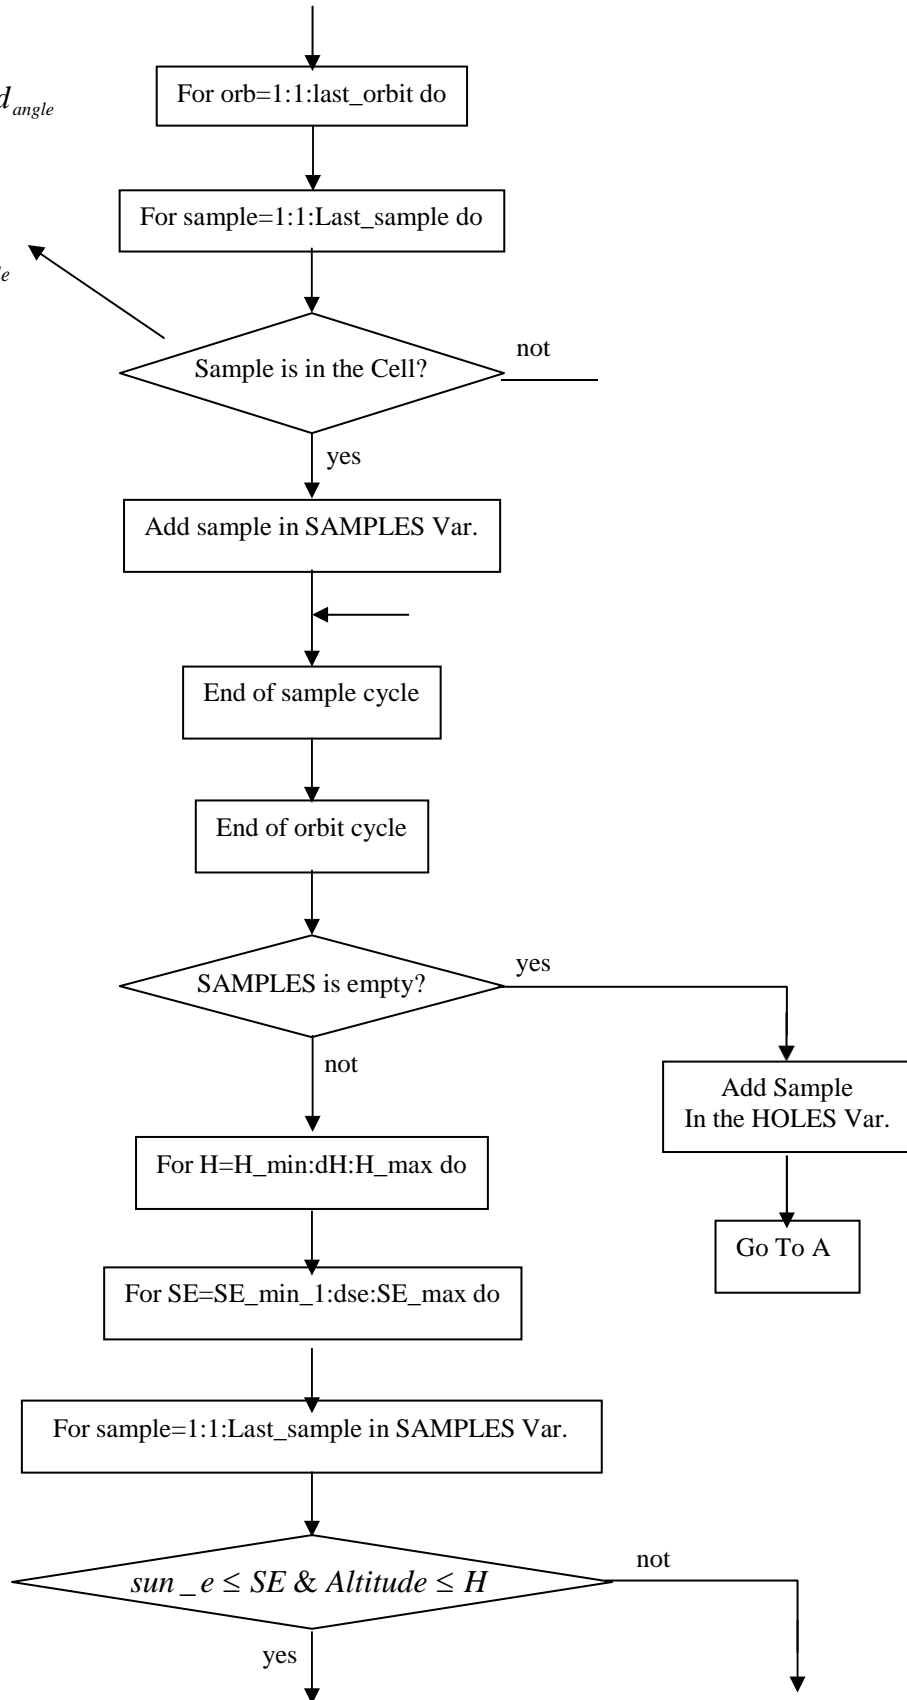 For orb=1:1:last_orbit do
d_angle
For sample=1:1:Last_sample do
le
not
Sample is in the Cell?
yes
Add sample in SAMPLES Var.
End of sample cycle
End of orbit cycle
yes
SAMPLES is empty?
not
Add Sample
In the HOLES Var.
For H=H_min:dH:H_max do
Go To A
For SE=SE_min_1:dse:SE_max do
For sample=1:1:Last_sample in SAMPLES Var.
not
sun_e ≤ SE & Altitude ≤ H
yes